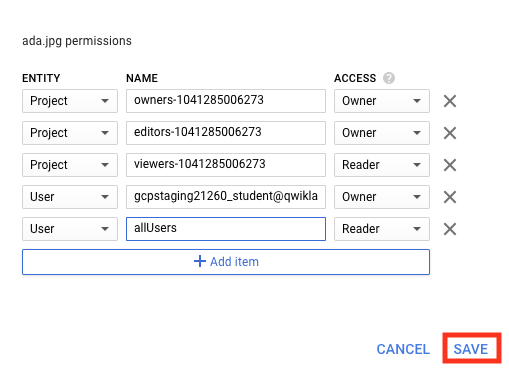 ada.jpg permissions
ENTITY NAME ACCESS ?
Project owners-1041285006273 Owner
Project editors-1041285006273 Owner
Project viewers-1041285006273 Reader
User gcpstaging21260_student@qwikla Owner
User allUsers Reader
+ Add item
CANCEL SAVE